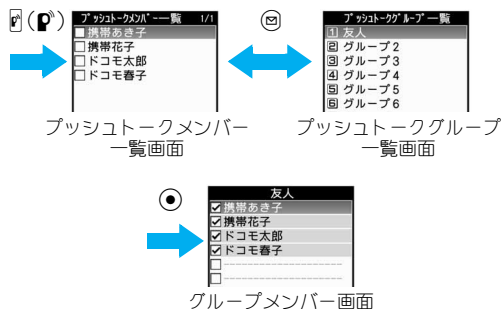 (P)
プッシュトークメンバー一覧 1/1
携帯あき子
携帯花子
ドコモ太郎
ドコモ春子
プッシュトークメンバー
一覧画面
プッシュトークグループ一覧
1 友人
2 グループ2
3 グループ3
4 グループ4
5 グループ5
6 グループ6
プッシュトークグループ
一覧画面
友人
携帯あき子
携帯花子
ドコモ太郎
ドコモ春子
グループメンバー画面